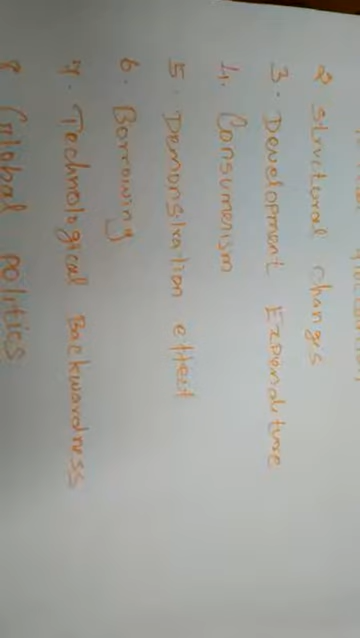 2 Structural changes
3. Development Expenditure
4. Consumerism
5. Demonstration effect
6. Borrowing
7. Technological Backwardness
8 Global politics